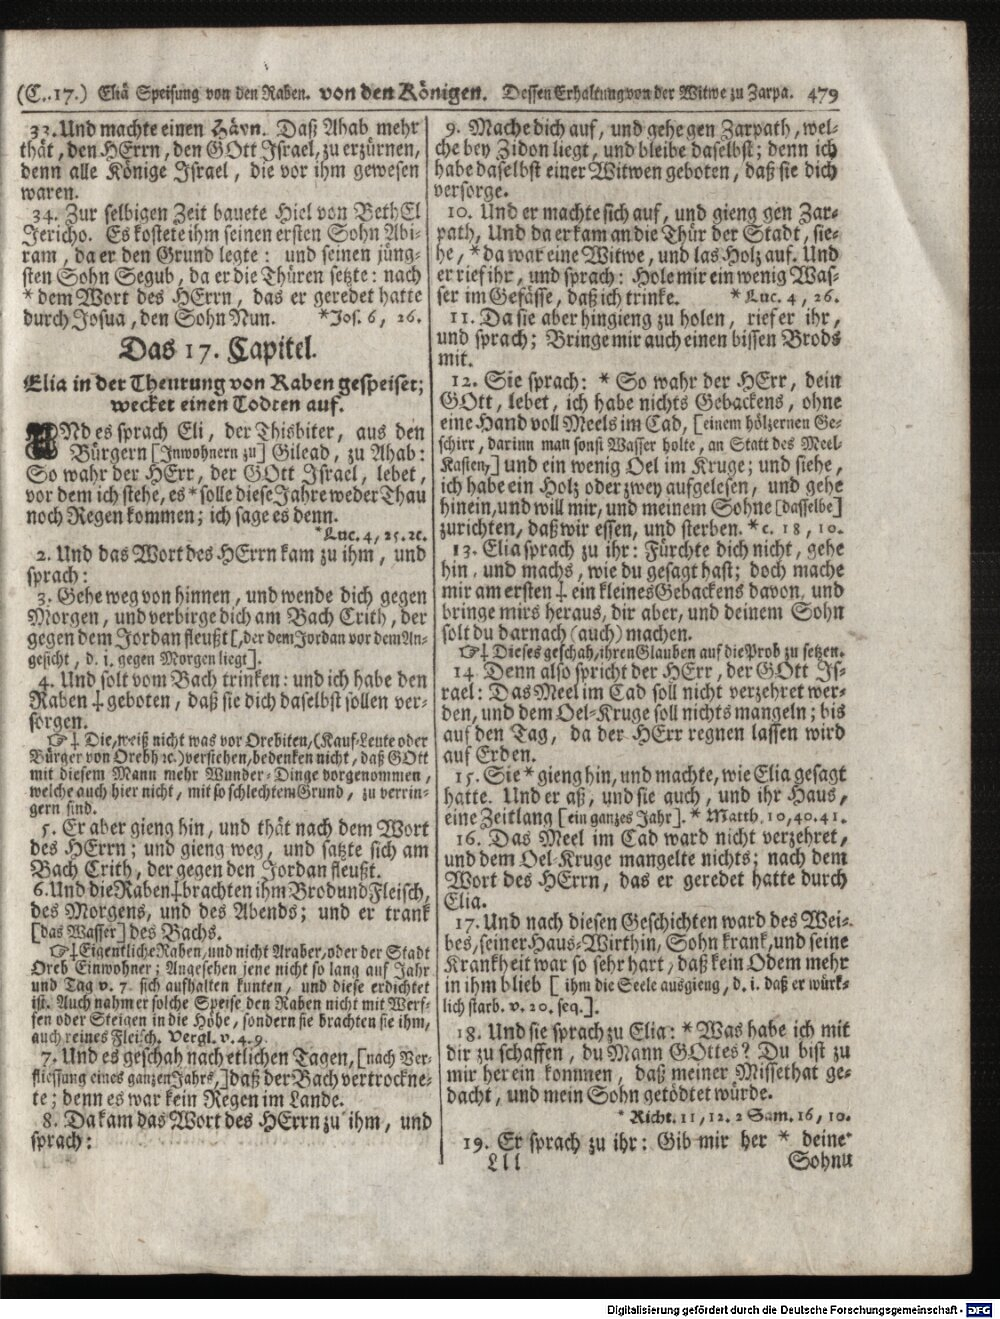 (C. 17.) Eliä Speisung von den Raben. von den Königen. Dessen Erhaltung von der Witwe zu Zarpa. 479
33. Und machte einen Häyn. Daß Ahab mehr
thät, den HErrn, den GOtt Israel, zu erzürnen,
denn alle Könige Israel, die vor ihm gewesen
waren.
34. Zur selbigen Zeit bauete Hiel von BethEl
Jericho. Es kostete ihm seinen ersten Sohn Abi-
ram, da er den Grund legte: und seinen jüng-
sten Sohn Segub, da er die Thüren setzte: nach
* dem Wort des HErrn, das er geredet hatte
durch Josua, den Sohn Nun. *Jos. 6, 26.
Das 17. Capitel.
Elia in der Theurung von Raben gespeiset;
wecket einen Todten auf.
UNd es sprach Eli, der Thisbiter, aus den
Bürgern [Inwohnern zu] Gilead, zu Ahab:
So wahr der HErr, der GOtt Israel, lebet,
vor dem ich stehe, es * solle diese Jahre weder Thau
noch Regen kommen; ich sage es denn.
*Luc. 4, 25. ꝛc.
2. Und das Wort des HErrn kam zu ihm, und
sprach:
3. Gehe weg von hinnen, und wende dich gegen
Morgen, und verbirge dich am Bach Crith, der
gegen dem Jordan fleußt [, der dem Jordan vor dem An-
gesicht, d. i. gegen Morgen liegt].
4. Und solt vom Bach trinken: und ich habe den
Raben † geboten, daß sie dich daselbst sollen ver-
sorgen.
☞ † Die, weiß nicht was vor Orebiten, (Kauf-Leute oder
Bürger von Orebh ꝛc.) verstehen, bedenken nicht, daß GOtt
mit diesem Mann mehr Wunder-Dinge vorgenommen,
welche auch hier nicht, mit so schlechtem Grund, zu verrin-
gern sind.
5. Er aber gieng hin, und thät nach dem Wort
des HErrn; und gieng weg, und satzte sich am
Bach Crith, der gegen den Jordan fleußt.
6. Und die Raben † brachten ihm Brod und Fleisch,
des Morgens, und des Abends; und er trank
[das Wasser] des Bachs.
☞ † Eigentliche Raben, und nicht Araber, oder der Stadt
Oreb Einwohner; Angesehen jene nicht so lang auf Jahr
und Tag v. 7. sich aufhalten kunten, und diese erdichtet
ist. Auch nahm er solche Speise den Raben nicht mit Werf-
fen oder Steigen in die Höhe, sondern sie brachten sie ihm,
auch reines Fleisch. Vergl. v. 4. 9.
7. Und es geschah nach etlichen Tagen, [nach Ver-
fliessung eines ganzen Jahrs,] daß der Bach vertrockne-
te; denn es war kein Regen im Lande.
8. Da kam das Wort des HErrn zu ihm, und
sprach:
9. Mache dich auf, und gehe gen Zarpath, wel-
che bey Zidon liegt, und bleibe daselbst; denn ich
habe daselbst einer Witwen geboten, daß sie dich
versorge.
10. Und er machte sich auf, und gieng gen Zar-
path, Und da er kam an die Thür der Stadt, sie-
he, * da war eine Witwe, und las Holz auf. Und
er rief ihr, und sprach: Hole mir ein wenig Was-
ser im Gefässe, daß ich trinke. *Luc. 4, 26.
11. Da sie aber hingieng zu holen, rief er ihr,
und sprach; Bringe mir auch einen bissen Brods
mit.
12. Sie sprach: * So wahr der HErr, dein
GOtt, lebet, ich habe nichts Gebackens, ohne
eine Hand voll Meels im Cad, [einem hölzernen Ge-
schirr, darinn man sonst Wasser holte, an Statt des Meel-
Kasten,] und ein wenig Oel im Kruge; und siehe,
ich habe ein Holz oder zwey aufgelesen, und gehe
hinein, und will mir, und meinem Sohne [dasselbe]
zurichten, daß wir essen, und sterben. *c. 18, 10.
13. Elia sprach zu ihr: Fürchte dich nicht, gehe
hin, und machs, wie du gesagt hast; doch mache
mir am ersten † ein kleines Gebackens davon, und
bringe mirs heraus, dir aber, und deinem Sohn
solt du darnach (auch) machen.
☞ † Dieses geschah, ihren Glauben auf die Prob zu setzen.
14 Denn also spricht der HErr, der GOtt Is-
rael: Das Meel im Cad soll nicht verzehret wer-
den, und dem Oel-Kruge soll nichts mangeln; bis
auf den Tag, da der HErr regnen lassen wird
auf Erden.
15. Sie * gieng hin, und machte, wie Elia gesagt
hatte. Und er aß, und sie auch, und ihr Haus,
eine Zeitlang [ein ganzes Jahr]. * Matth. 10, 40. 41.
16. Das Meel im Cad ward nicht verzehret,
und dem Oel-Kruge mangelte nichts; nach dem
Wort des HErrn, das er geredet hatte durch
Elia.
17. Und nach diesen Geschichten ward des Wei-
bes, seiner Haus-Wirthin, Sohn krank, und seine
Krankheit war so sehr hart, daß kein Odem mehr
in ihm blieb [ ihm die Seele ausgieng, d. i. daß er würk-
lich starb. v. 20. seq.].
18. Und sie sprach zu Elia: * Was habe ich mit
dir zu schaffen, du Mann GOttes? Du bist zu
mir herein kommen, daß meiner Missethat ge-
dacht, und mein Sohn getödtet würde.
* Richt. 11, 12. 2 Sam. 16, 10.
19. Er sprach zu ihr: Gib mir her * deinen
Lll Sohn
Digitalisierung gefördert durch die Deutsche Forschungsgemeinschaft - DFG